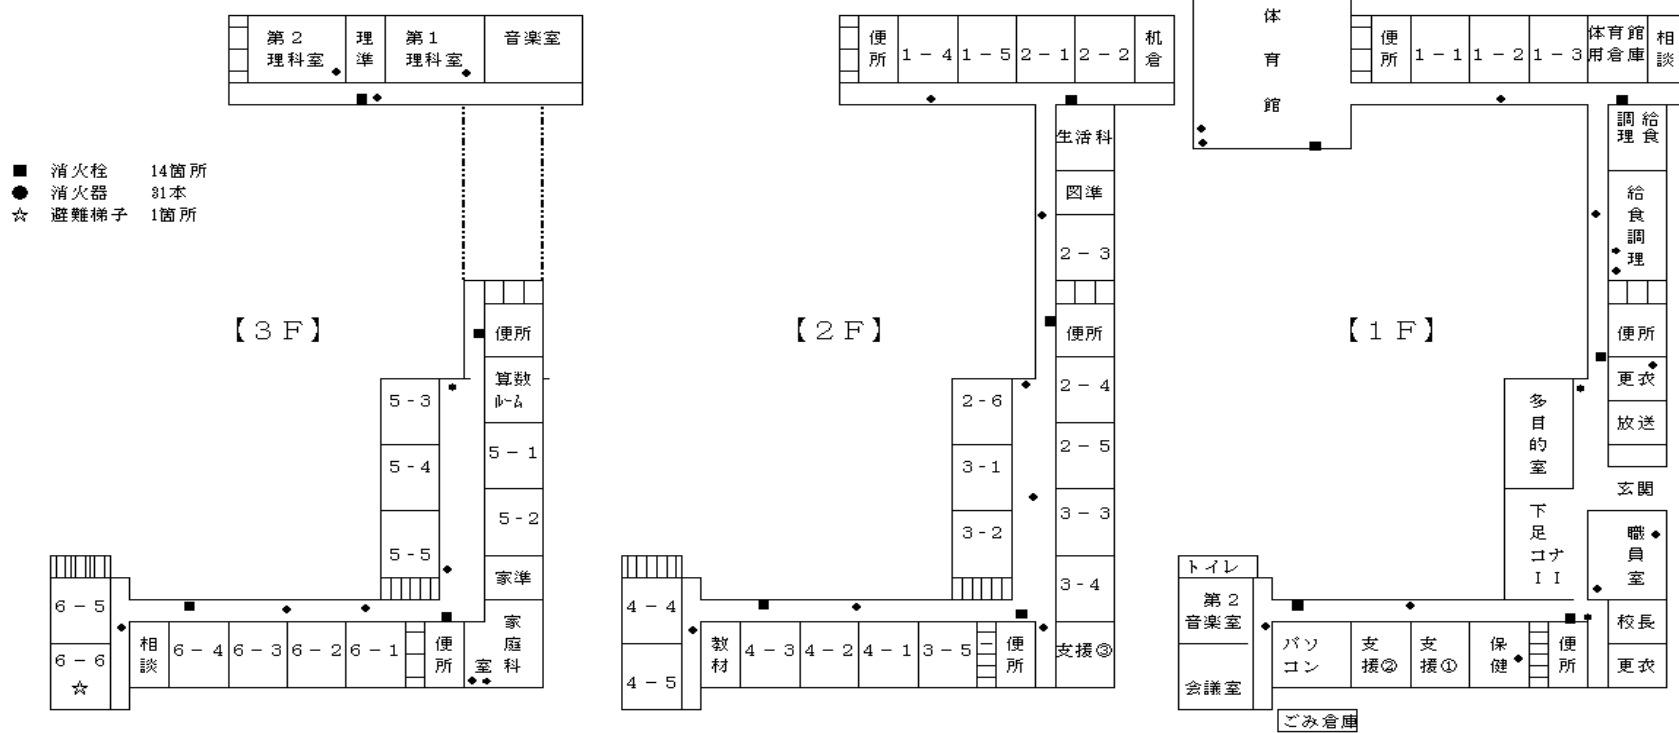 ■ 消火栓 14箇所
● 消火器 31本
☆ 避難梯子 1箇所
【3F】
第2理科室
理準
第1理科室
音楽室
便所
算数ルーム
5-1
5-2
家準
家庭科室
5-3
5-4
5-5
6-5
6-6
☆
相談
6-4
6-3
6-2
6-1
便所
【2F】
便所
1-4
1-5
2-1
2-2
机倉
生活科
図準
2-3
便所
2-4
2-5
3-3
3-4
支援③
2-6
3-1
3-2
4-4
4-5
教材
4-3
4-2
4-1
3-5
便所
【1F】
体育館
便所
1-1
1-2
1-3
体育館用倉庫
相談
給食調理
給食調理
便所
更衣
放送
玄関
職員室
校長
更衣
多目的室
下足コナII
トイレ
第2音楽室
会議室
パソコン
支援②
支援①
保健
便所
ごみ倉庫